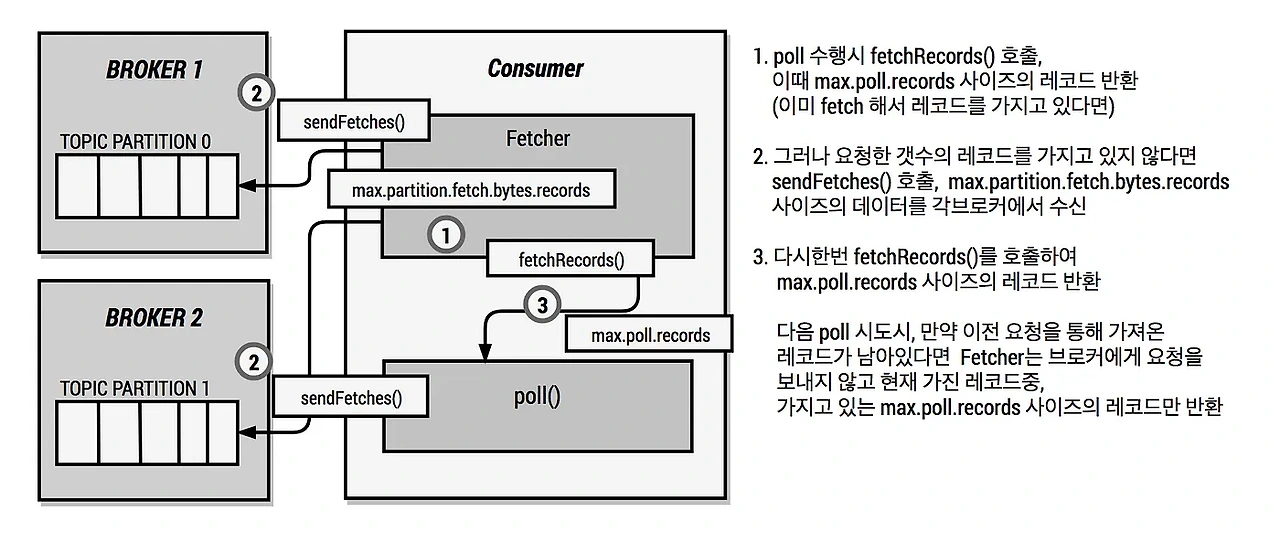 BROKER 1
TOPIC PARTITION 0
2
sendFetches()
Consumer
Fetcher
max.partition.fetch.bytes.records
1
fetchRecords()
3
max.poll.records
poll()
BROKER 2
TOPIC PARTITION 1
2
sendFetches()
1. poll 수행시 fetchRecords() 호출,
이때 max.poll.records 사이즈의 레코드 반환
(이미 fetch 해서 레코드를 가지고 있다면)
2. 그러나 요청한 갯수의 레코드를 가지고 있지 않다면
sendFetches() 호출, max.partition.fetch.bytes.records
사이즈의 데이터를 각브로커에서 수신
3. 다시한번 fetchRecords()를 호출하여
max.poll.records 사이즈의 레코드 반환
다음 poll 시도시, 만약 이전 요청을 통해 가져온
레코드가 남아있다면 Fetcher는 브로커에게 요청을
보내지 않고 현재 가진 레코드중,
가지고 있는 max.poll.records 사이즈의 레코드만 반환